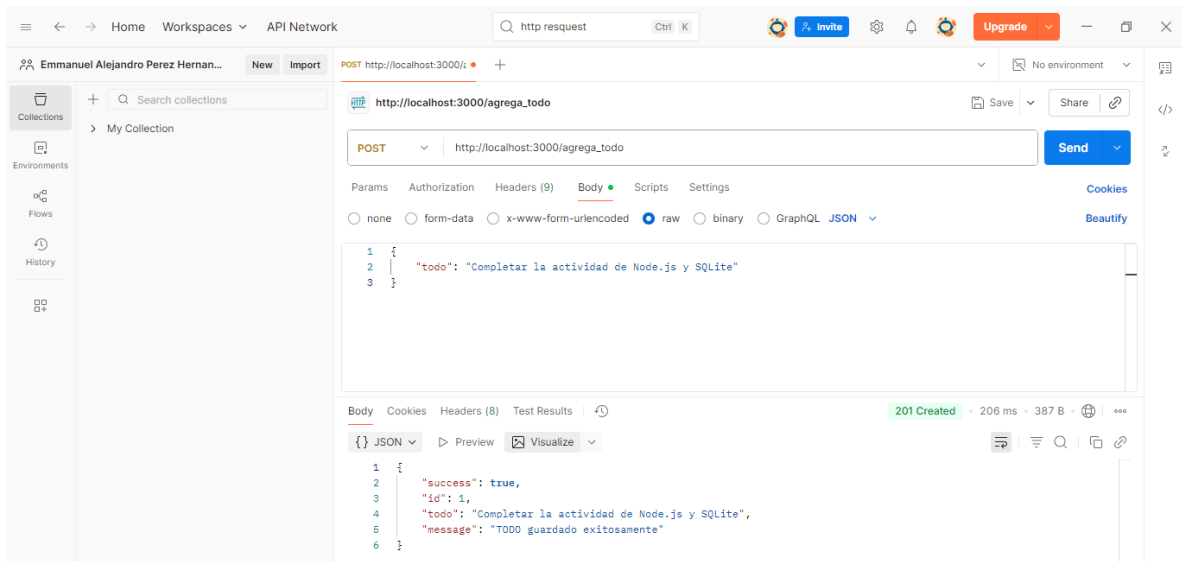 Home Workspaces API Network http resquest Ctrl K Invite Upgrade
Emmanuel Alejandro Perez Hernan... New Import POST http://localhost:3000/a No environment
Collections
Search collections
My Collection
Environments
Flows
History
HTTP http://localhost:3000/agrega_todo Save Share
POST http://localhost:3000/agrega_todo Send
Params Authorization Headers (9) Body Scripts Settings Cookies
none form-data x-www-form-urlencoded raw binary GraphQL JSON Beautify
1 {
2 "todo": "Completar la actividad de Node.js y SQLite"
3 }
Body Cookies Headers (8) Test Results 201 Created 206 ms 387 B
{} JSON Preview Visualize
1 {
2 "success": true,
3 "id": 1,
4 "todo": "Completar la actividad de Node.js y SQLite",
5 "message": "TODO guardado exitosamente"
6 }